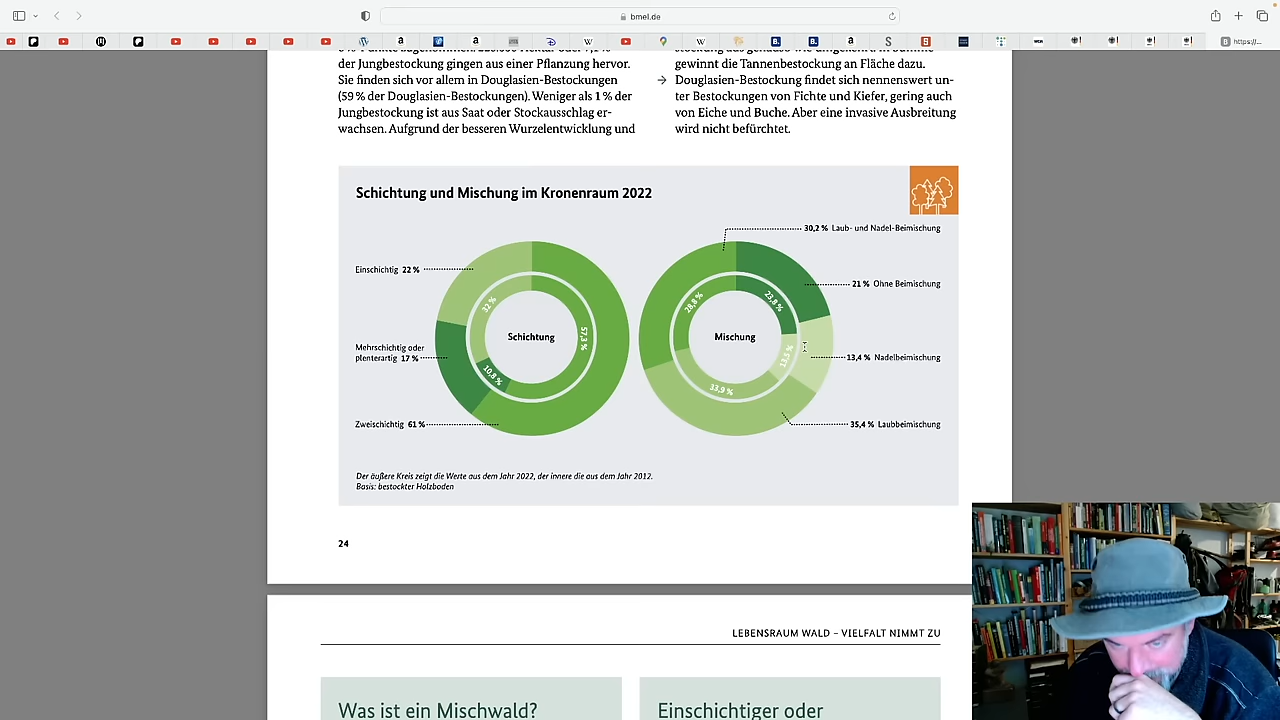 bmel.de
https://...
der Jungbestockung gingen aus einer Pflanzung hervor.
Sie finden sich vor allem in Douglasien-Bestockungen
(59 % der Douglasien-Bestockungen). Weniger als 1 % der
Jungbestockung ist aus Saat oder Stockausschlag er-
wachsen. Aufgrund der besseren Wurzelentwicklung und
gewinnt die Tannenbestockung an Fläche dazu.
→ Douglasien-Bestockung findet sich nennenswert un-
ter Bestockungen von Fichte und Kiefer, gering auch
von Eiche und Buche. Aber eine invasive Ausbreitung
wird nicht befürchtet.
Schichtung und Mischung im Kronenraum 2022
Einschichtig 22 %
Mehrschichtig oder
plenterartig 17 %
Zweischichtig 61 %
32 %
57,3 %
10,8 %
Schichtung
30,2 % Laub- und Nadel-Beimischung
21 % Ohne Beimischung
13,4 % Nadelbeimischung
35,4 % Laubbeimischung
28,8 %
23,8 %
13,5 %
33,9 %
Mischung
Der äußere Kreis zeigt die Werte aus dem Jahr 2022, der innere die aus dem Jahr 2012.
Basis: bestockter Holzboden
24
LEBENSRAUM WALD – VIELFALT NIMMT ZU
Was ist ein Mischwald?
Einschichtiger oder